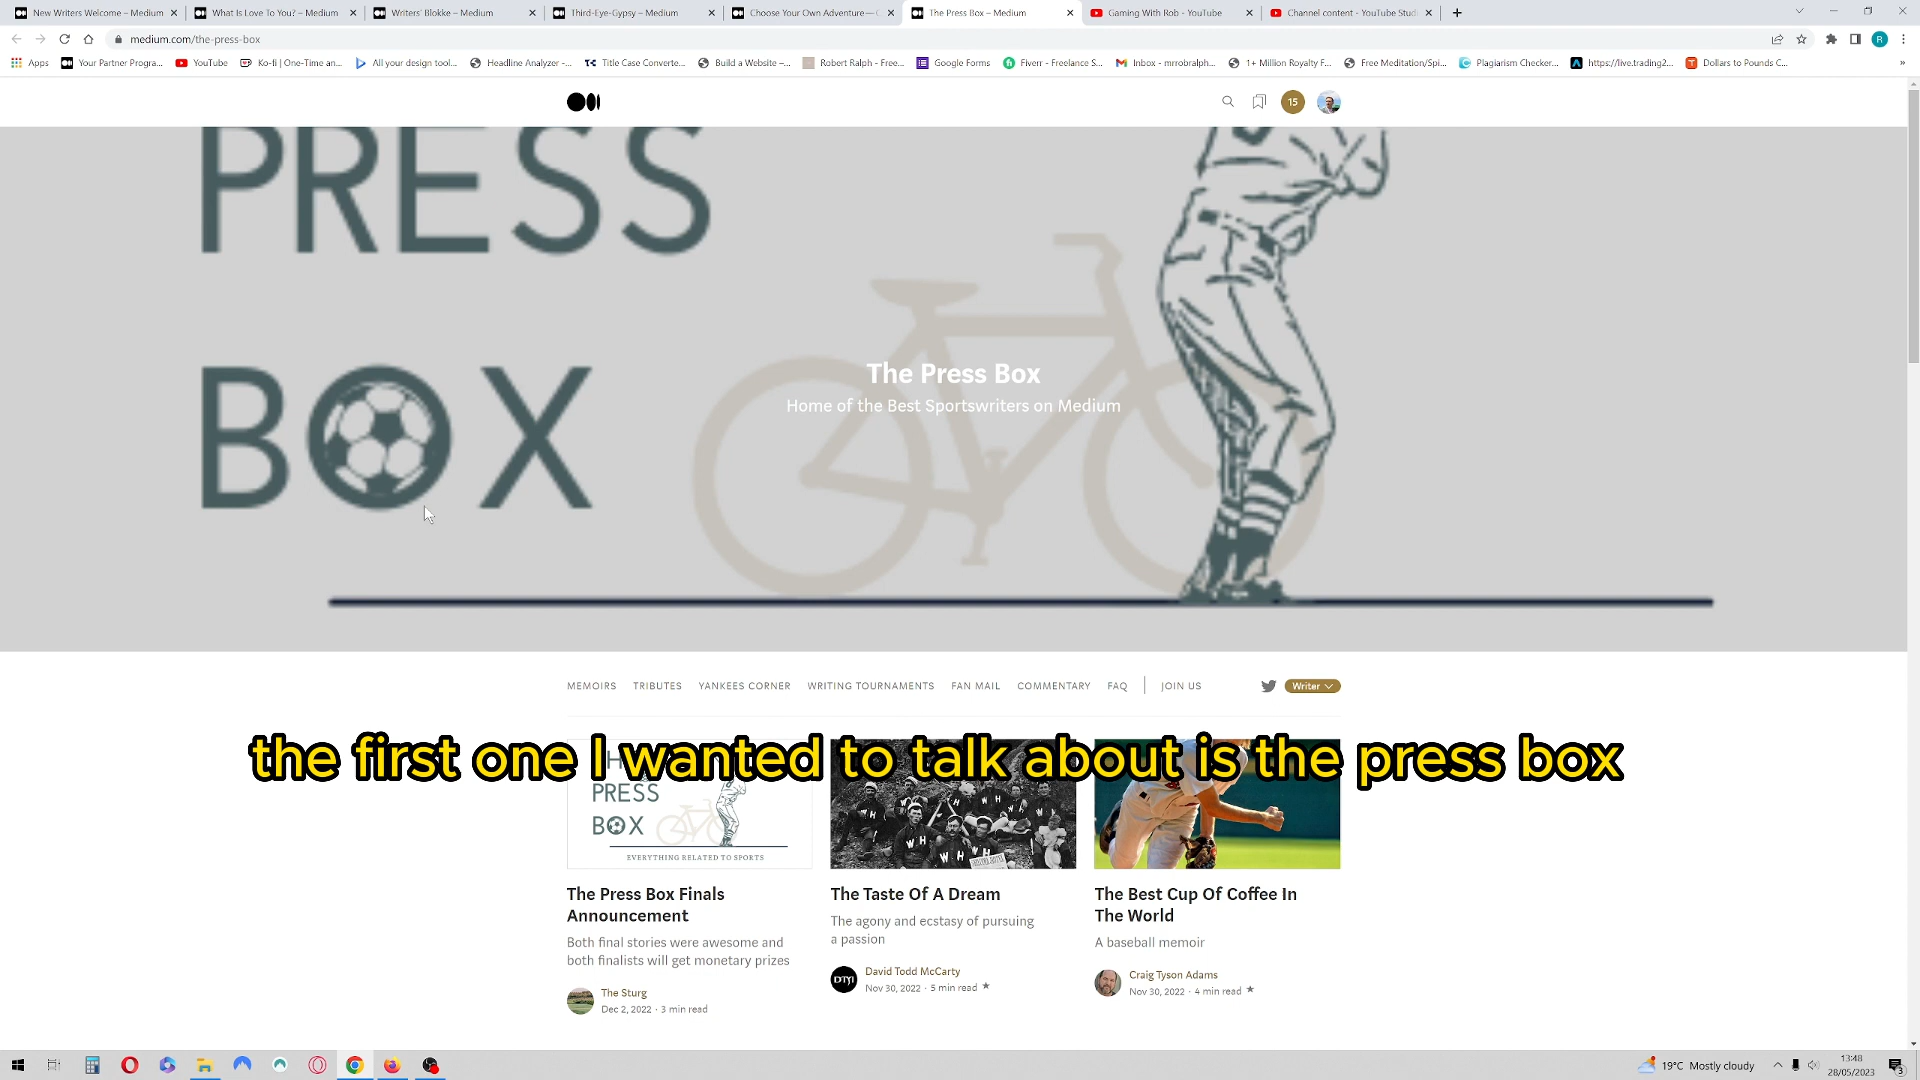 New Writers Welcome – Medium
What Is Love To You? – Medium
Writers' Blokke – Medium
Third-Eye-Gypsy – Medium
Choose Your Own Adventure —
The Press Box – Medium
Gaming With Rob - YouTube
Channel content - YouTube Stud
medium.com/the-press-box
R
Apps
Your Partner Progra...
YouTube
Ko-fi | One-Time an...
All your design tool...
Headline Analyzer -...
Title Case Converte...
Build a Website –...
Robert Ralph - Free...
Google Forms
Fiverr - Freelance S...
Inbox - mrrobralph...
1+ Million Royalty F...
Free Meditation/Spi...
Plagiarism Checker...
https://live.trading2...
Dollars to Pounds C...
»
15
PRESS
BOX
The Press Box
Home of the Best Sportswriters on Medium
MEMOIRS TRIBUTES YANKEES CORNER WRITING TOURNAMENTS FAN MAIL COMMENTARY FAQ JOIN US Writer
the first one I wanted to talk about is the press box
PRESS
BOX
EVERYTHING RELATED TO SPORTS
W H
W H
W H
W H
The Press Box Finals
Announcement
Both final stories were awesome and
both finalists will get monetary prizes
The Sturg
Dec 2, 2022 · 3 min read
The Taste Of A Dream
The agony and ecstasy of pursuing
a passion
DTM
David Todd McCarty
Nov 30, 2022 · 5 min read
The Best Cup Of Coffee In
The World
A baseball memoir
Craig Tyson Adams
Nov 30, 2022 · 4 min read
19°C Mostly cloudy
13:48
28/05/2023
3